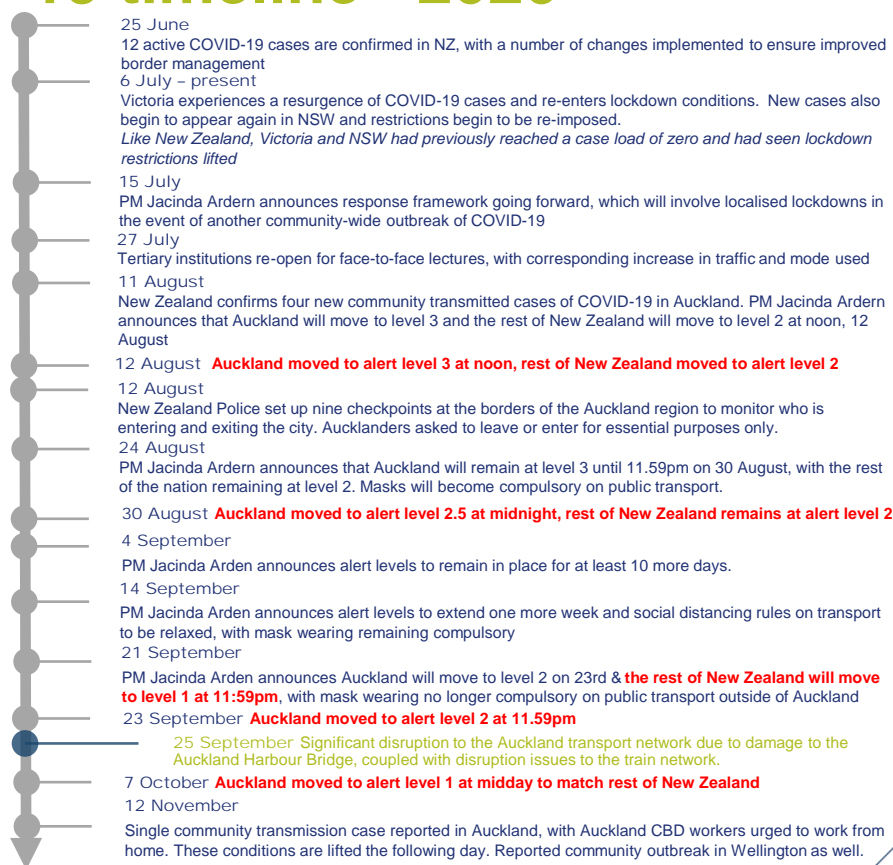 25 June
12 active COVID-19 cases are confirmed in NZ, with a number of changes implemented to ensure improved
border management
6 July – present
Victoria experiences a resurgence of COVID-19 cases and re-enters lockdown conditions. New cases also
begin to appear again in NSW and restrictions begin to be re-imposed.
Like New Zealand, Victoria and NSW had previously reached a case load of zero and had seen lockdown
restrictions lifted
15 July
PM Jacinda Ardern announces response framework going forward, which will involve localised lockdowns in
the event of another community-wide outbreak of COVID-19
27 July
Tertiary institutions re-open for face-to-face lectures, with corresponding increase in traffic and mode used
11 August
New Zealand confirms four new community transmitted cases of COVID-19 in Auckland. PM Jacinda Ardern
announces that Auckland will move to level 3 and the rest of New Zealand will move to level 2 at noon, 12
August
12 August Auckland moved to alert level 3 at noon, rest of New Zealand moved to alert level 2
12 August
New Zealand Police set up nine checkpoints at the borders of the Auckland region to monitor who is
entering and exiting the city. Aucklanders asked to leave or enter for essential purposes only.
24 August
PM Jacinda Ardern announces that Auckland will remain at level 3 until 11.59pm on 30 August, with the rest
of the nation remaining at level 2. Masks will become compulsory on public transport.
30 August Auckland moved to alert level 2.5 at midnight, rest of New Zealand remains at alert level 2
4 September
PM Jacinda Arden announces alert levels to remain in place for at least 10 more days.
14 September
PM Jacinda Arden announces alert levels to extend one more week and social distancing rules on transport
to be relaxed, with mask wearing remaining compulsory
21 September
PM Jacinda Arden announces Auckland will move to level 2 on 23rd & the rest of New Zealand will move
to level 1 at 11:59pm, with mask wearing no longer compulsory on public transport outside of Auckland
23 September Auckland moved to alert level 2 at 11.59pm
25 September Significant disruption to the Auckland transport network due to damage to the
Auckland Harbour Bridge, coupled with disruption issues to the train network.
7 October Auckland moved to alert level 1 at midday to match rest of New Zealand
12 November
Single community transmission case reported in Auckland, with Auckland CBD workers urged to work from
home. These conditions are lifted the following day. Reported community outbreak in Wellington as well.